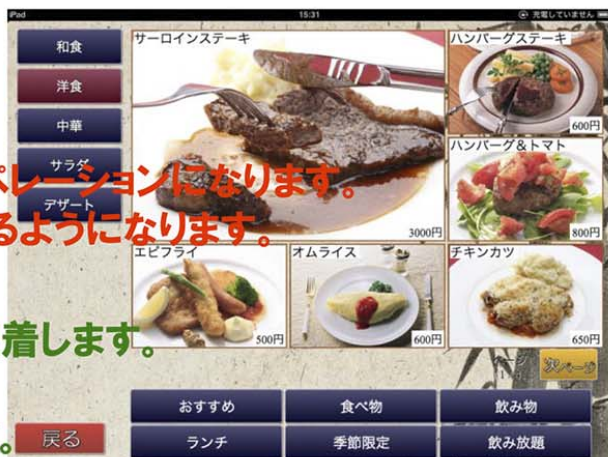 iPad
15:31
充電していません
和食
洋食
中華
サラダ
デザート
サーロインステーキ
3000円
ハンバーグステーキ
600円
ハンバーグ&トマト
800円
ペレーションになります。
るようになります。
エビフライ
500円
オムライス
600円
チキンカツ
650円
着します。
次ページ
おすすめ
食べ物
飲み物
戻る
ランチ
季節限定
飲み放題